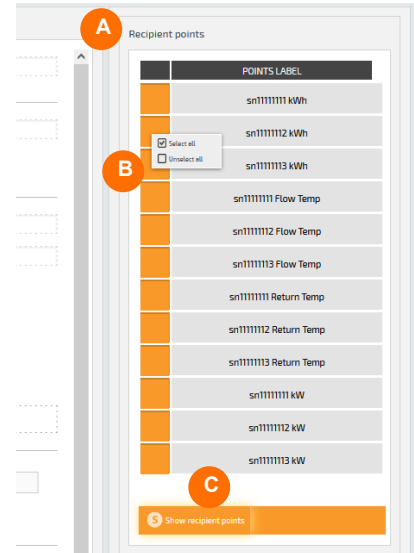 A
Recipient points
POINTS LABEL
sn11111111 kWh
sn11111112 kWh
Select all
Unselect all
B
sn11111113 kWh
sn11111111 Flow Temp
sn11111112 Flow Temp
sn11111113 Flow Temp
sn11111111 Return Temp
sn11111112 Return Temp
sn11111113 Return Temp
sn11111111 kW
sn11111112 kW
sn11111113 kW
C
S Show recipient points